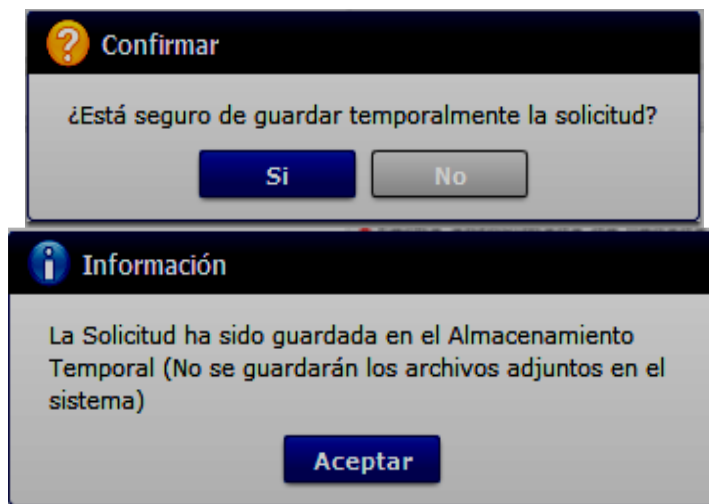 Confirmar
¿Está seguro de guardar temporalmente la solicitud?
Si No
Información
La Solicitud ha sido guardada en el Almacenamiento
Temporal (No se guardarán los archivos adjuntos en el
sistema)
Aceptar